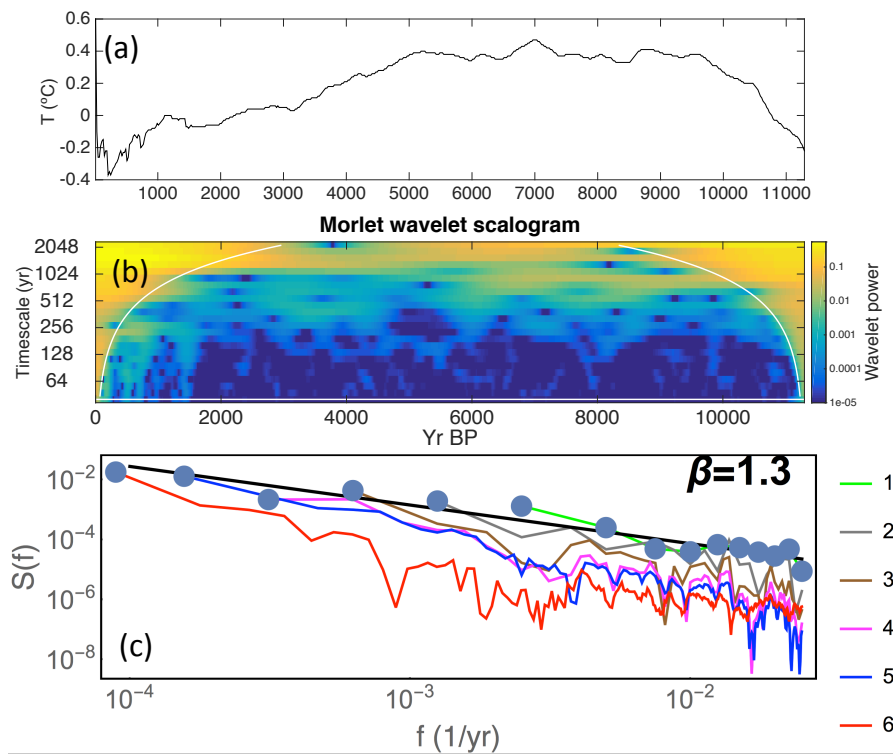 (a)
T (°C)
0.6
0.4
0.2
0
-0.2
-0.4
1000 2000 3000 4000 5000 6000 7000 8000 9000 10000 11000
Morlet wavelet scalogram
(b)
Timescale (yr)
2048
1024
512
256
128
64
0 2000 4000 6000 8000 10000
Yr BP
0.1
0.01
0.001
0.0001
1e-05
Wavelet power
β=1.3
(c)
S(f)
10⁻²
10⁻⁴
10⁻⁶
10⁻⁸
10⁻⁴ 10⁻³ 10⁻²
f (1/yr)
1
2
3
4
5
6